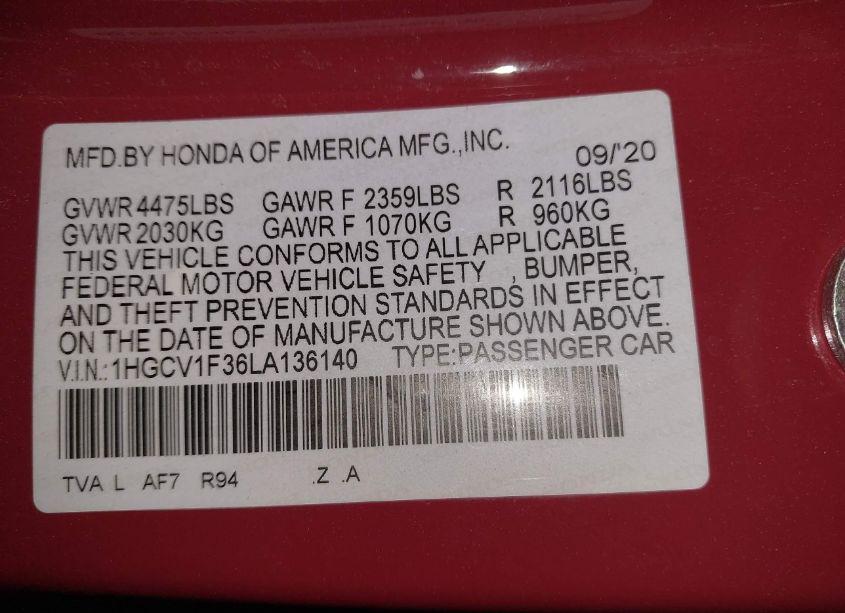 MFD.BY HONDA OF AMERICA MFG.,INC. 09/'20
GVWR 4475LBS GAWR F 2359LBS R 2116LBS
GVWR 2030KG GAWR F 1070KG R 960KG
THIS VEHICLE CONFORMS TO ALL APPLICABLE
FEDERAL MOTOR VEHICLE SAFETY , BUMPER,
AND THEFT PREVENTION STANDARDS IN EFFECT
ON THE DATE OF MANUFACTURE SHOWN ABOVE.
V.I.N.:1HGCV1F36LA136140 TYPE:PASSENGER CAR
TVA L AF7 R94 .Z .A